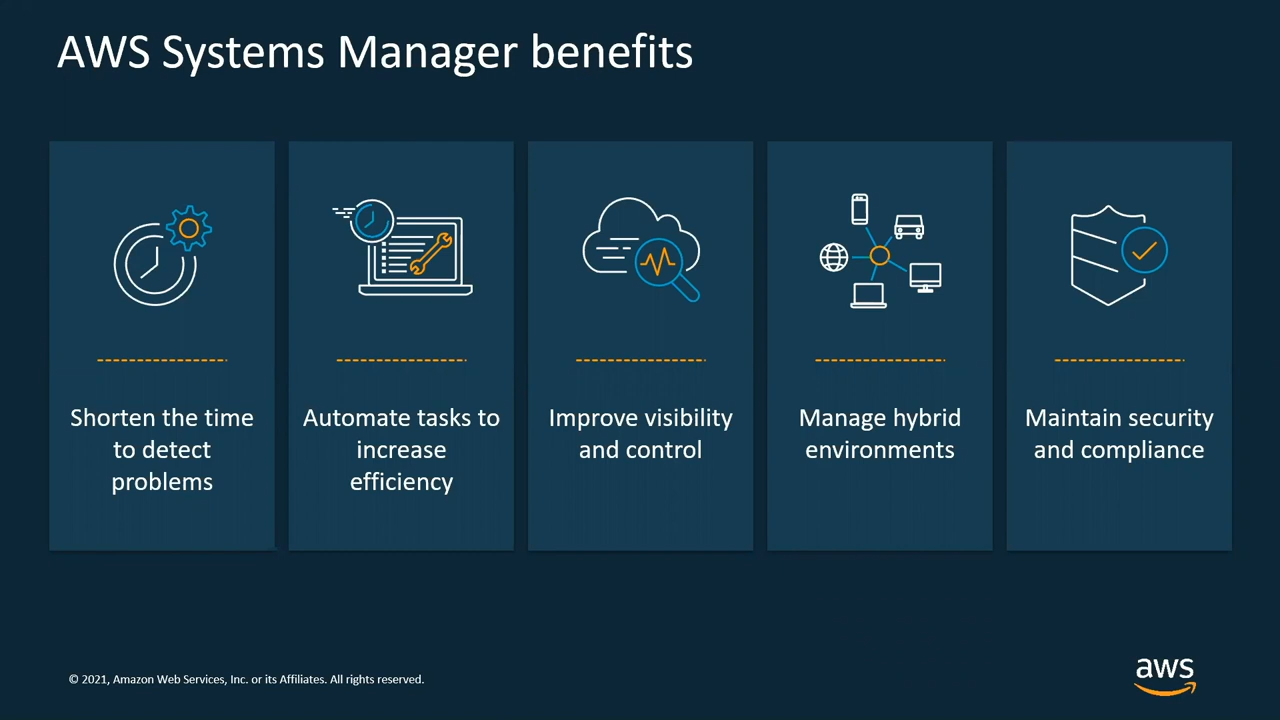 AWS Systems Manager benefits
Shorten the time
to detect
problems
Automate tasks to
increase
efficiency
Improve visibility
and control
Manage hybrid
environments
Maintain security
and compliance
© 2021, Amazon Web Services, Inc. or its Affiliates. All rights reserved.
aws